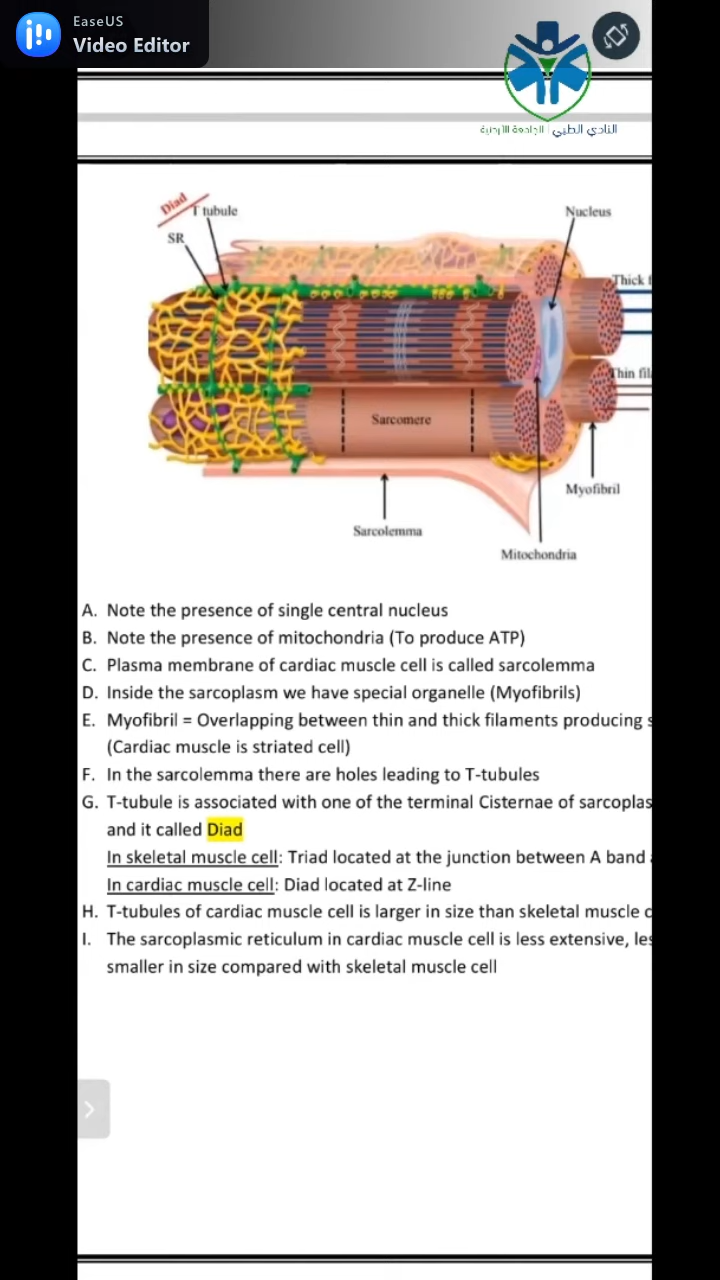 EaseUS
Video Editor
النادي الطبي | الجامعة الأردنية
Diad
T tubule
Nucleus
SR
Thick
Thin fil
Sarcomere
Myofibril
Sarcolemma
Mitochondria
A. Note the presence of single central nucleus
B. Note the presence of mitochondria (To produce ATP)
C. Plasma membrane of cardiac muscle cell is called sarcolemma
D. Inside the sarcoplasm we have special organelle (Myofibrils)
E. Myofibril = Overlapping between thin and thick filaments producing s
(Cardiac muscle is striated cell)
F. In the sarcolemma there are holes leading to T-tubules
G. T-tubule is associated with one of the terminal Cisternae of sarcoplas
and it called Diad
In skeletal muscle cell: Triad located at the junction between A band
In cardiac muscle cell: Diad located at Z-line
H. T-tubules of cardiac muscle cell is larger in size than skeletal muscle c
I. The sarcoplasmic reticulum in cardiac muscle cell is less extensive, les
smaller in size compared with skeletal muscle cell